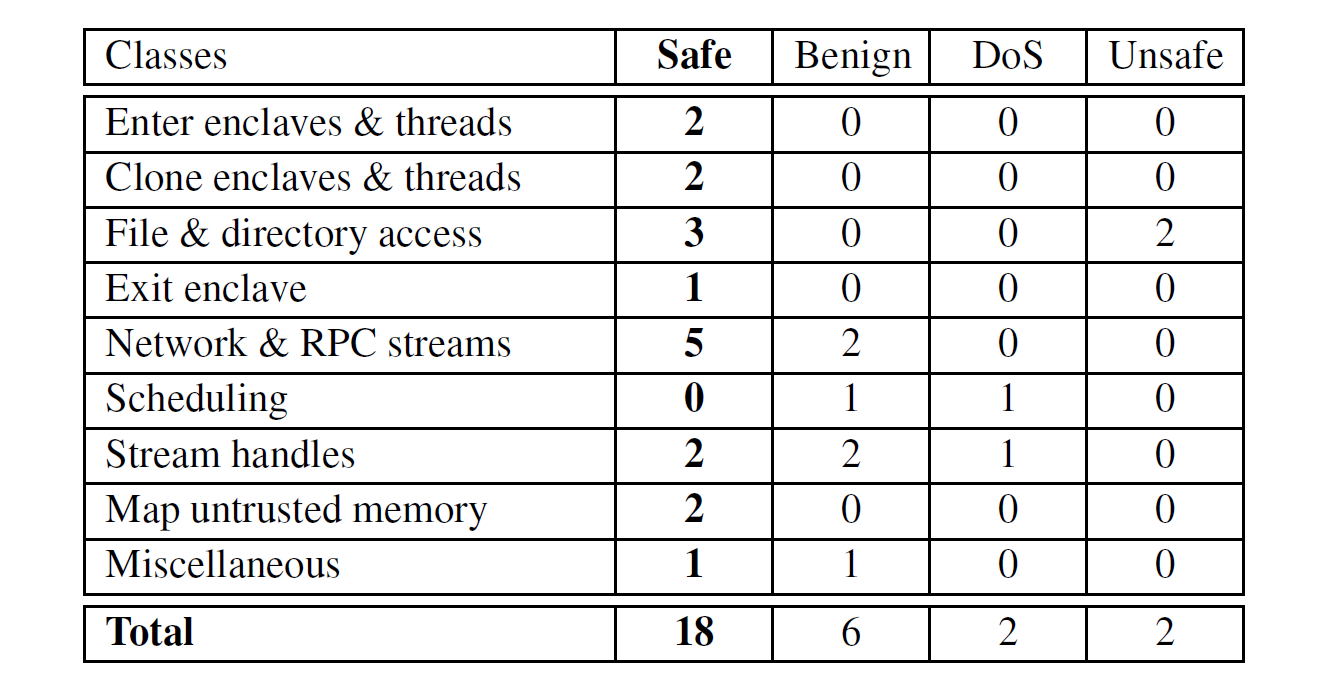 Classes Safe Benign DoS Unsafe
Enter enclaves & threads 2 0 0 0
Clone enclaves & threads 2 0 0 0
File & directory access 3 0 0 2
Exit enclave 1 0 0 0
Network & RPC streams 5 2 0 0
Scheduling 0 1 1 0
Stream handles 2 2 1 0
Map untrusted memory 2 0 0 0
Miscellaneous 1 1 0 0
Total 18 6 2 2